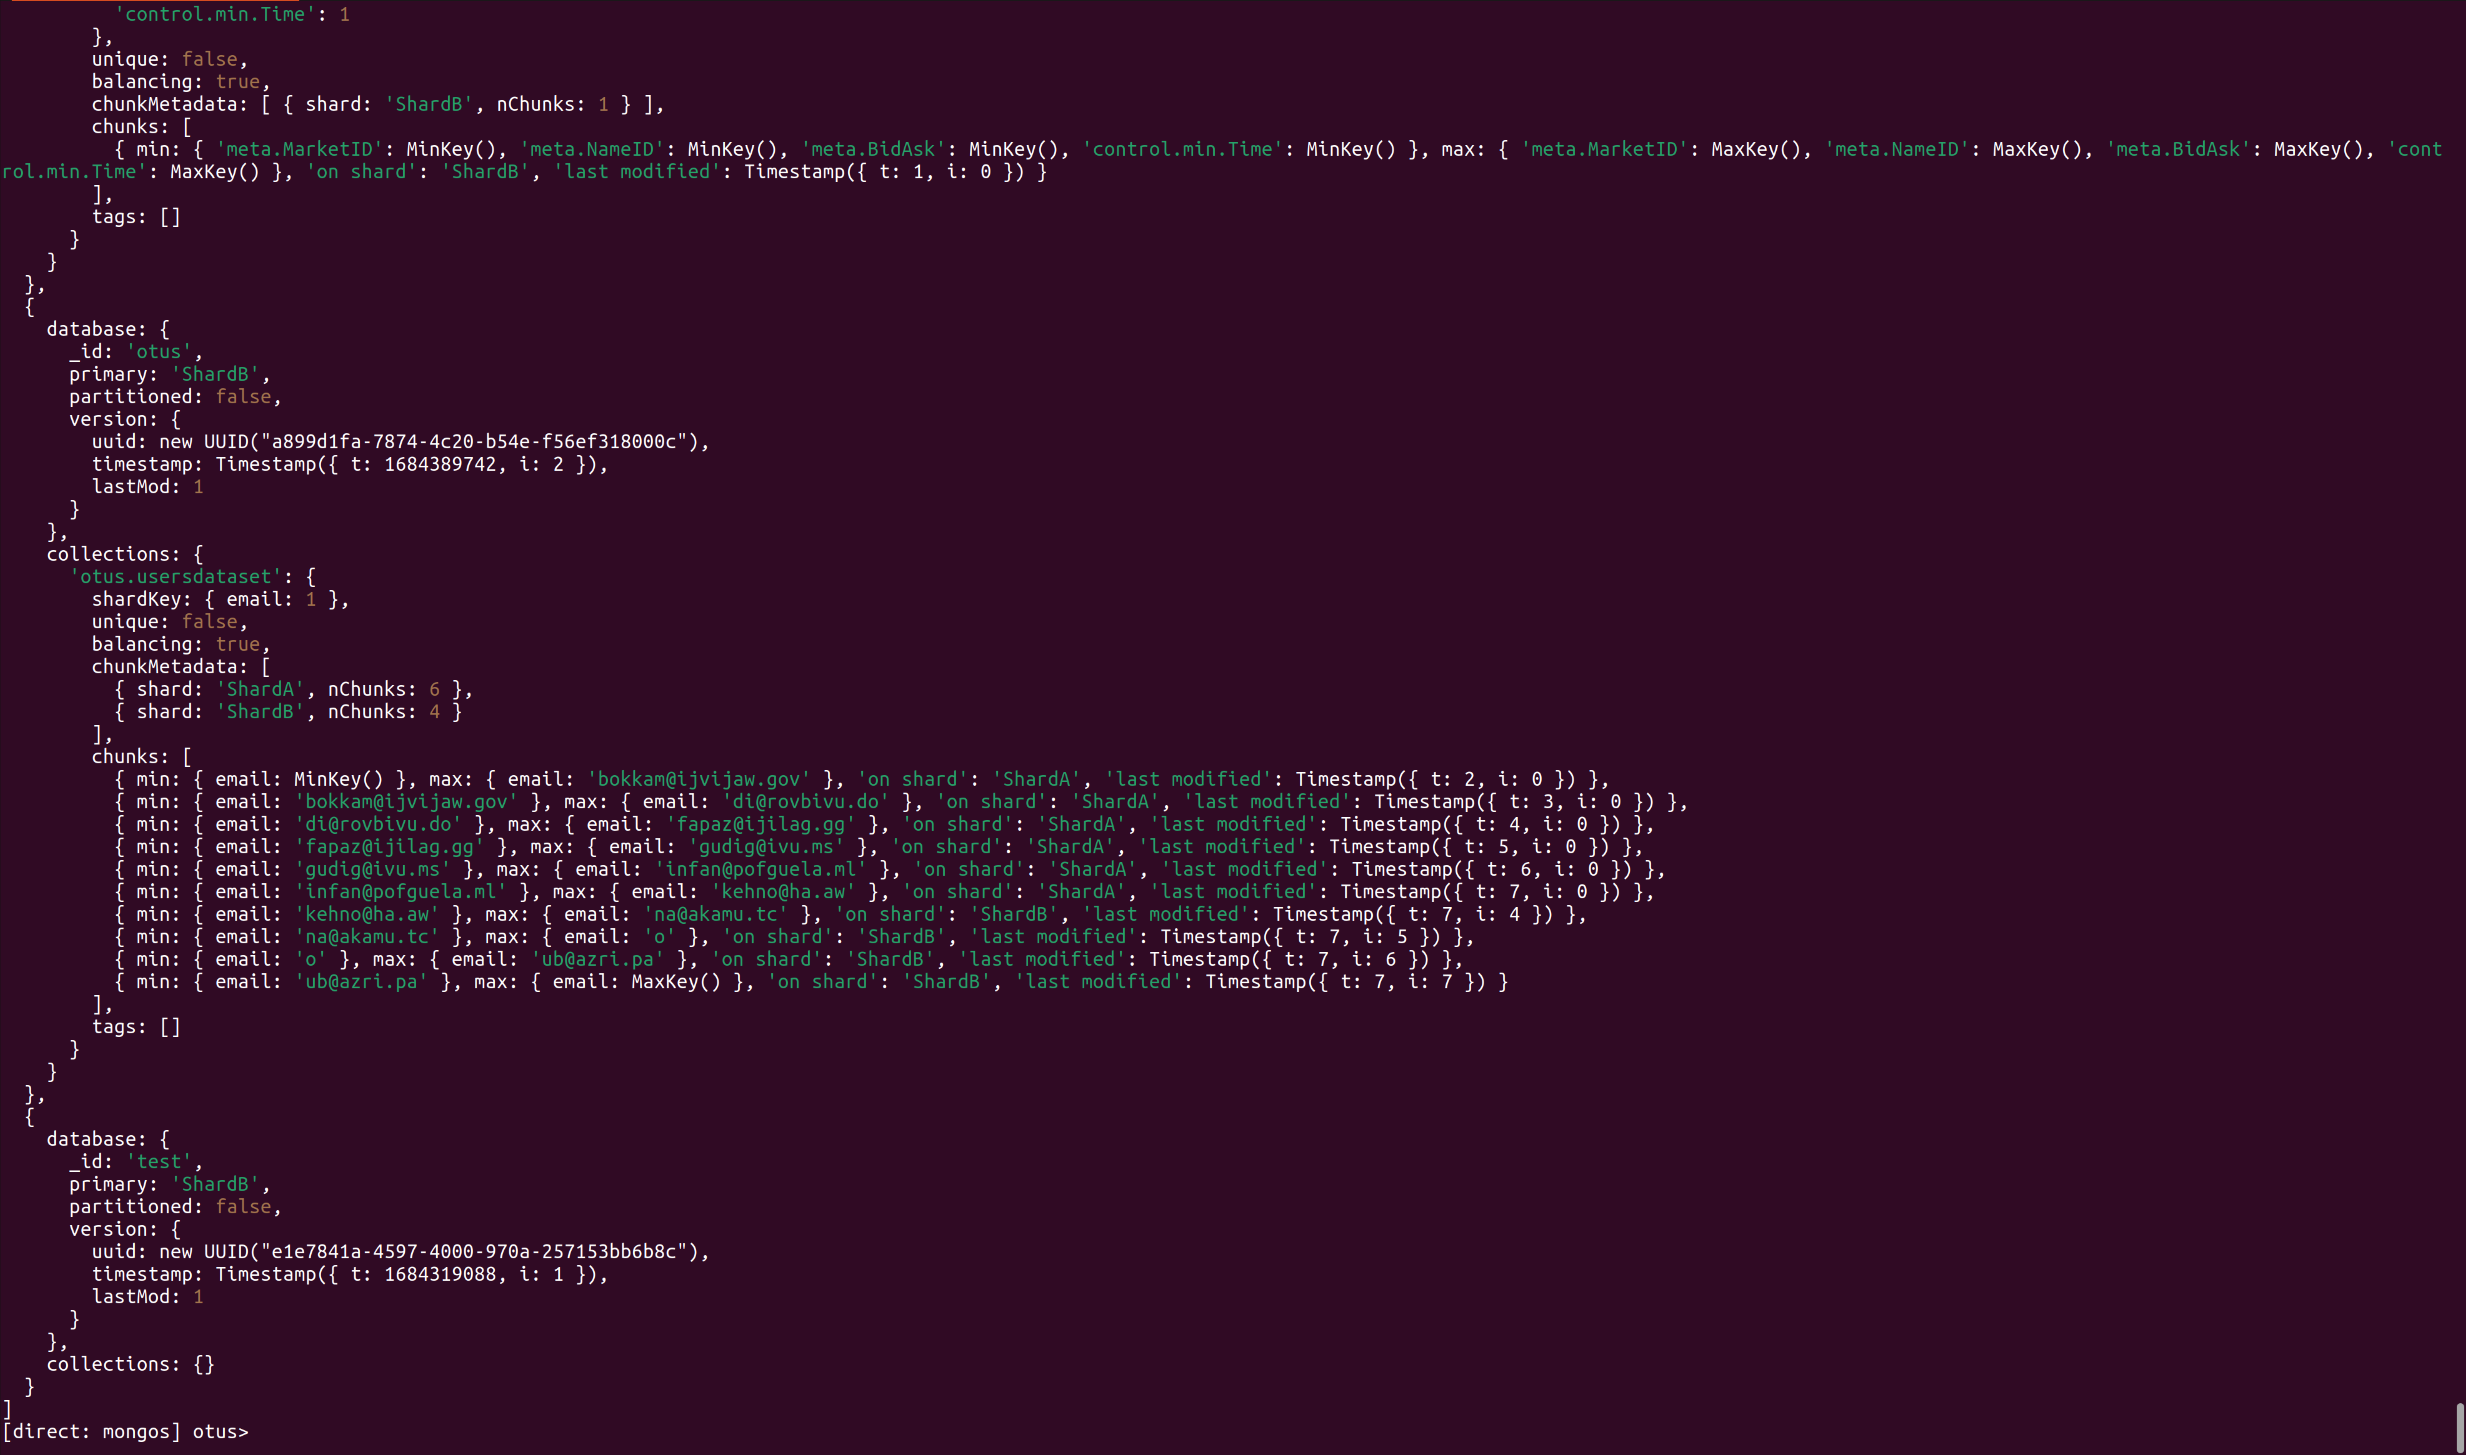 'control.min.Time': 1
},
unique: false,
balancing: true,
chunkMetadata: [ { shard: 'ShardB', nChunks: 1 } ],
chunks: [
{ min: { 'meta.MarketID': MinKey(), 'meta.NameID': MinKey(), 'meta.BidAsk': MinKey(), 'control.min.Time': MinKey() }, max: { 'meta.MarketID': MaxKey(), 'meta.NameID': MaxKey(), 'meta.BidAsk': MaxKey(), 'cont
rol.min.Time': MaxKey() }, 'on shard': 'ShardB', 'last modified': Timestamp({ t: 1, i: 0 }) }
],
tags: []
}
}
},
{
database: {
_id: 'otus',
primary: 'ShardB',
partitioned: false,
version: {
uuid: new UUID("a899d1fa-7874-4c20-b54e-f56ef318000c"),
timestamp: Timestamp({ t: 1684389742, i: 2 }),
lastMod: 1
}
},
collections: {
'otus.usersdataset': {
shardKey: { email: 1 },
unique: false,
balancing: true,
chunkMetadata: [
{ shard: 'ShardA', nChunks: 6 },
{ shard: 'ShardB', nChunks: 4 }
],
chunks: [
{ min: { email: MinKey() }, max: { email: 'bokkam@ijvijaw.gov' }, 'on shard': 'ShardA', 'last modified': Timestamp({ t: 2, i: 0 }) },
{ min: { email: 'bokkam@ijvijaw.gov' }, max: { email: 'di@rovbivu.do' }, 'on shard': 'ShardA', 'last modified': Timestamp({ t: 3, i: 0 }) },
{ min: { email: 'di@rovbivu.do' }, max: { email: 'fapaz@ijilag.gg' }, 'on shard': 'ShardA', 'last modified': Timestamp({ t: 4, i: 0 }) },
{ min: { email: 'fapaz@ijilag.gg' }, max: { email: 'gudig@ivu.ms' }, 'on shard': 'ShardA', 'last modified': Timestamp({ t: 5, i: 0 }) },
{ min: { email: 'gudig@ivu.ms' }, max: { email: 'infan@pofguela.ml' }, 'on shard': 'ShardA', 'last modified': Timestamp({ t: 6, i: 0 }) },
{ min: { email: 'infan@pofguela.ml' }, max: { email: 'kehno@ha.aw' }, 'on shard': 'ShardA', 'last modified': Timestamp({ t: 7, i: 0 }) },
{ min: { email: 'kehno@ha.aw' }, max: { email: 'na@akamu.tc' }, 'on shard': 'ShardB', 'last modified': Timestamp({ t: 7, i: 4 }) },
{ min: { email: 'na@akamu.tc' }, max: { email: 'o' }, 'on shard': 'ShardB', 'last modified': Timestamp({ t: 7, i: 5 }) },
{ min: { email: 'o' }, max: { email: 'ub@azri.pa' }, 'on shard': 'ShardB', 'last modified': Timestamp({ t: 7, i: 6 }) },
{ min: { email: 'ub@azri.pa' }, max: { email: MaxKey() }, 'on shard': 'ShardB', 'last modified': Timestamp({ t: 7, i: 7 }) }
],
tags: []
}
}
},
{
database: {
_id: 'test',
primary: 'ShardB',
partitioned: false,
version: {
uuid: new UUID("e1e7841a-4597-4000-970a-257153bb6b8c"),
timestamp: Timestamp({ t: 1684319088, i: 1 }),
lastMod: 1
}
},
collections: {}
}
]
[direct: mongos] otus>